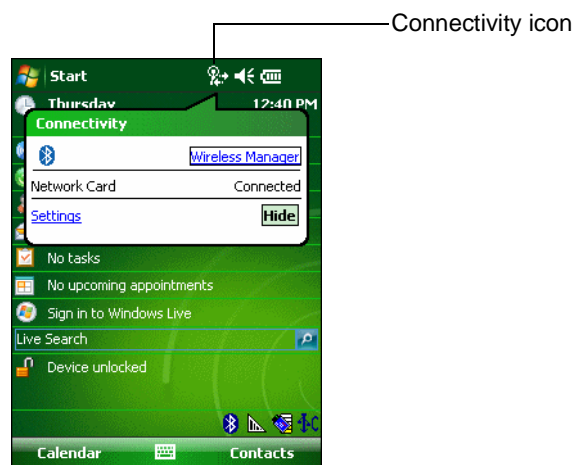 Connectivity icon
Start
Thursday 12:40 PM
Connectivity
Wireless Manager
Network Card Connected
Settings Hide
No tasks
No upcoming appointments
Sign in to Windows Live
Live Search
Device unlocked
Calendar Contacts